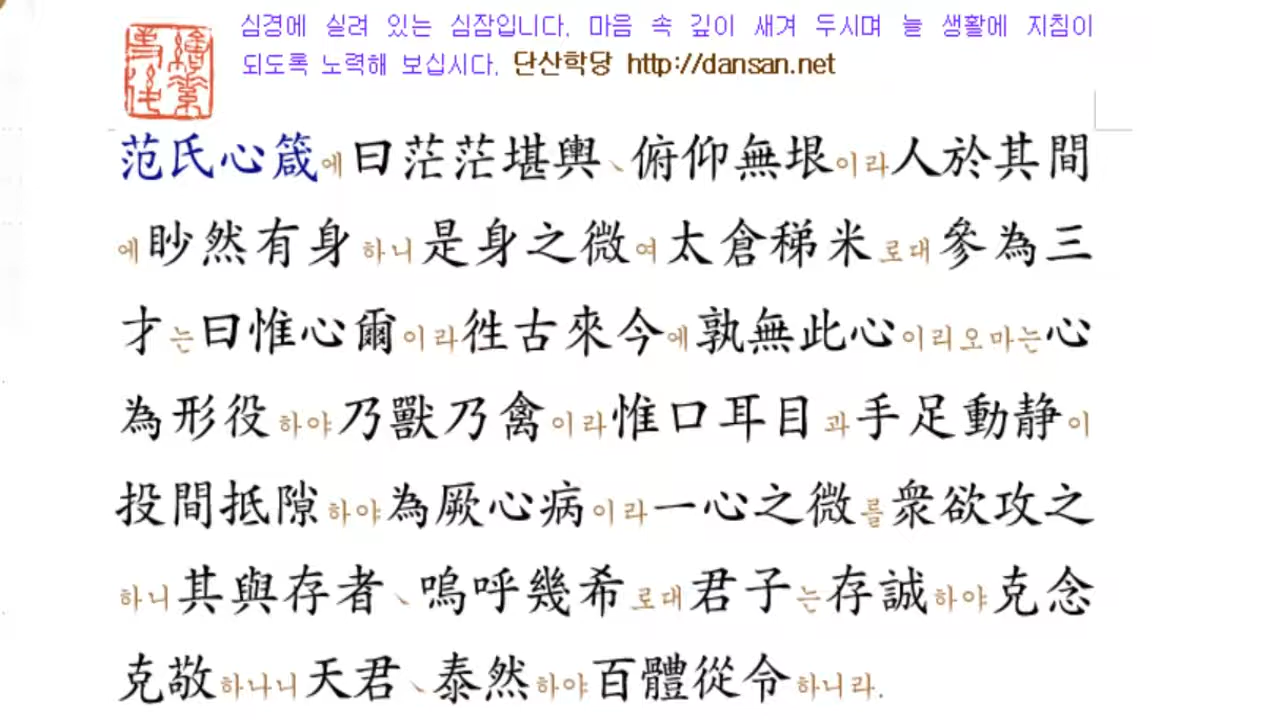 심경에 실려 있는 심잠입니다. 마음 속 깊이 새겨 두시며 늘 생활에 지침이
되도록 노력해 보십시다. 단산학당 http://dansan.net
范氏心箴에曰茫茫堪輿、俯仰無垠이라人於其間
에眇然有身하니是身之微여太倉稊米로대參為三
才는曰惟心爾이라徃古來今에孰無此心이리오마는心
為形役하야乃獸乃禽이라惟口耳目과手足動静이
投間抵隙하야為厥心病이라一心之微를衆欲攻之
하니其與存者、嗚呼幾希로대君子는存誠하야克念
克敬하나니天君、泰然하야百體從令하니라.